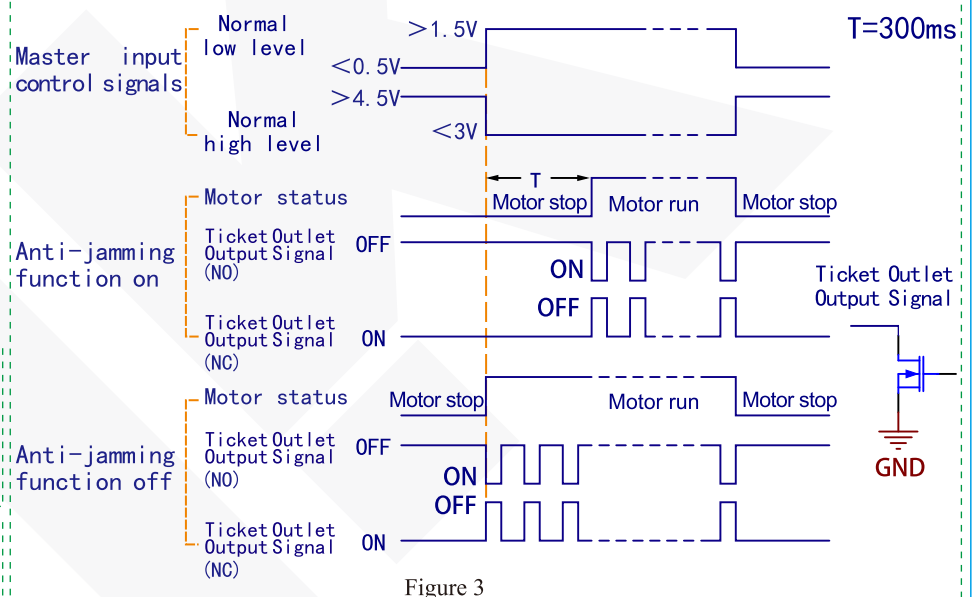 Normal
low level
>1.5V
T=300ms
Master input
control signals
<0.5V
>4.5V
Normal
high level
<3V
T
Motor status
Motor stop
Motor run
Motor stop
Anti-jamming
function on
Ticket Outlet
Output Signal
(NO)
OFF
ON
OFF
Ticket Outlet
Output Signal
Ticket Outlet
Output Signal
(NC)
ON
Motor status
Motor stop
Motor run
Motor stop
Anti-jamming
function off
Ticket Outlet
Output Signal
(NO)
OFF
ON
OFF
GND
Ticket Outlet
Output Signal
(NC)
ON
Figure 3